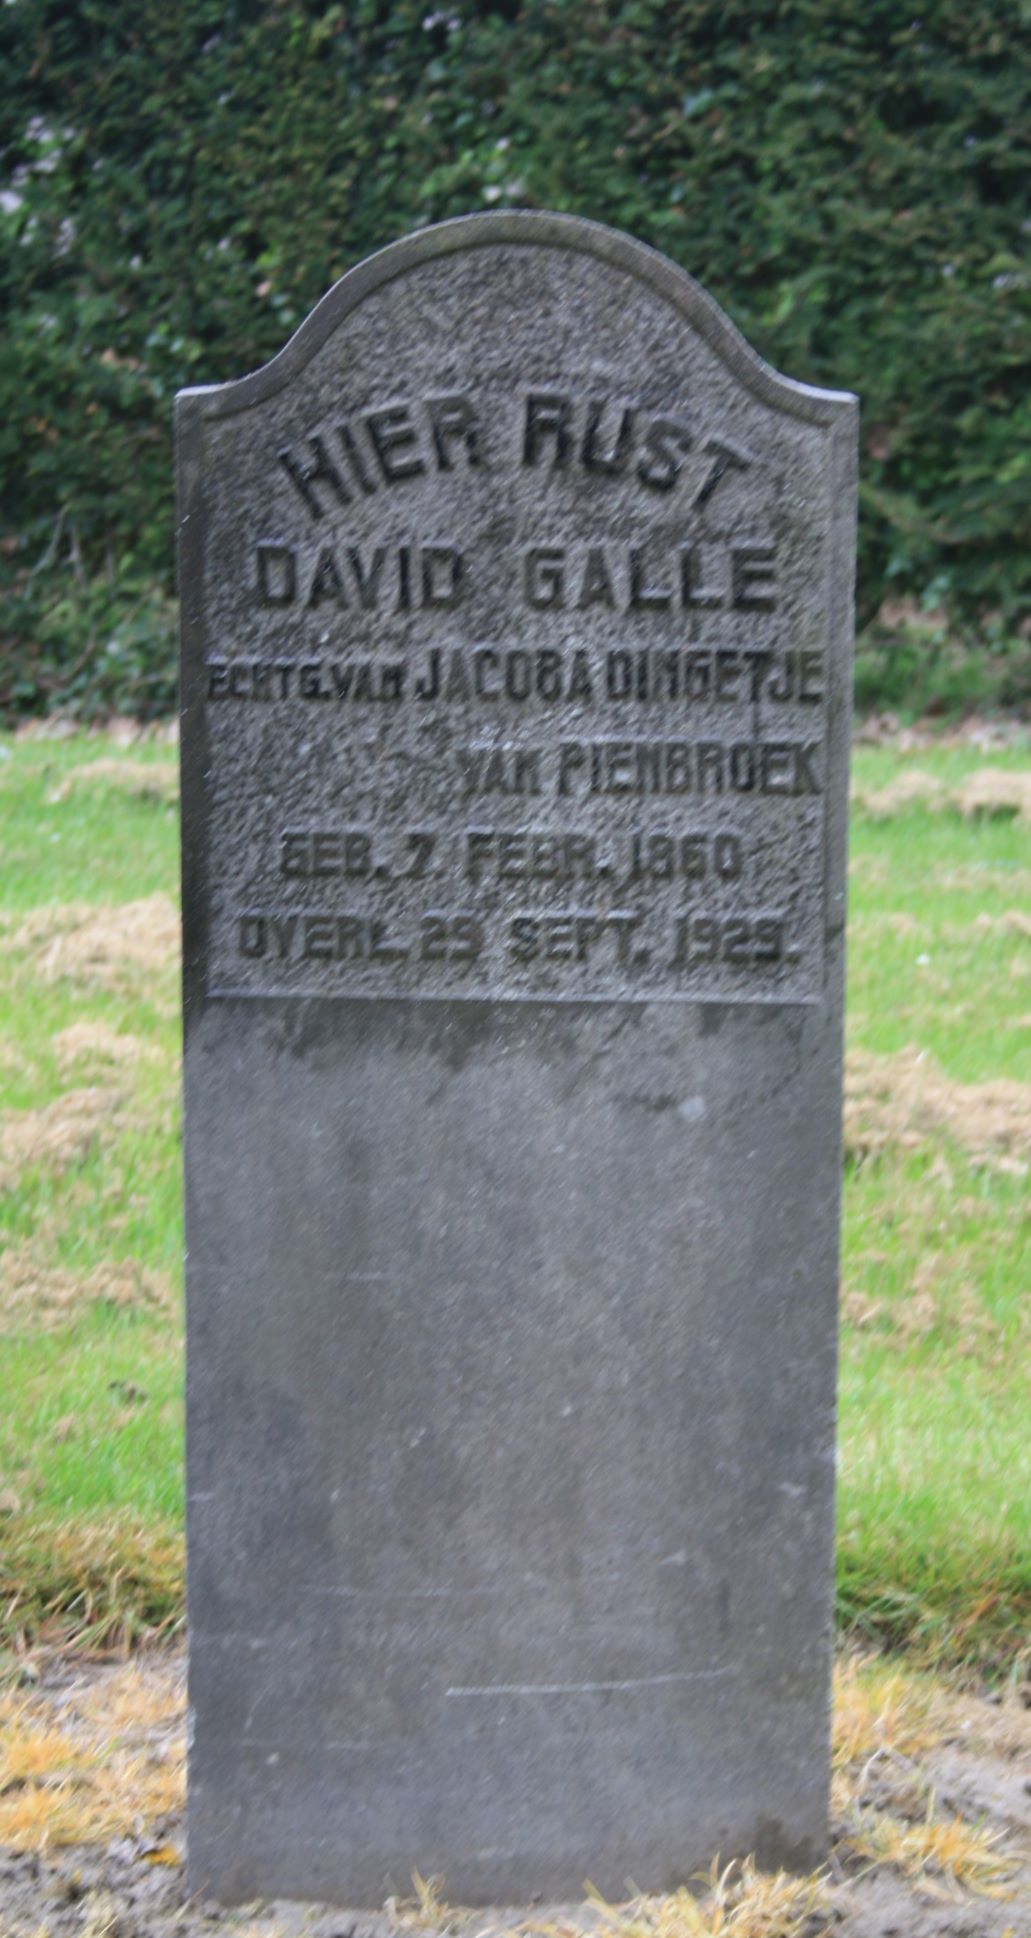 HIER RUST
DAVID GALLE
ECHTG. VAN JACOBA DINGETJE
VAN PIENBROEK
GEB. 7 FEBR. 1860
OVERL. 29 SEPT. 1929.